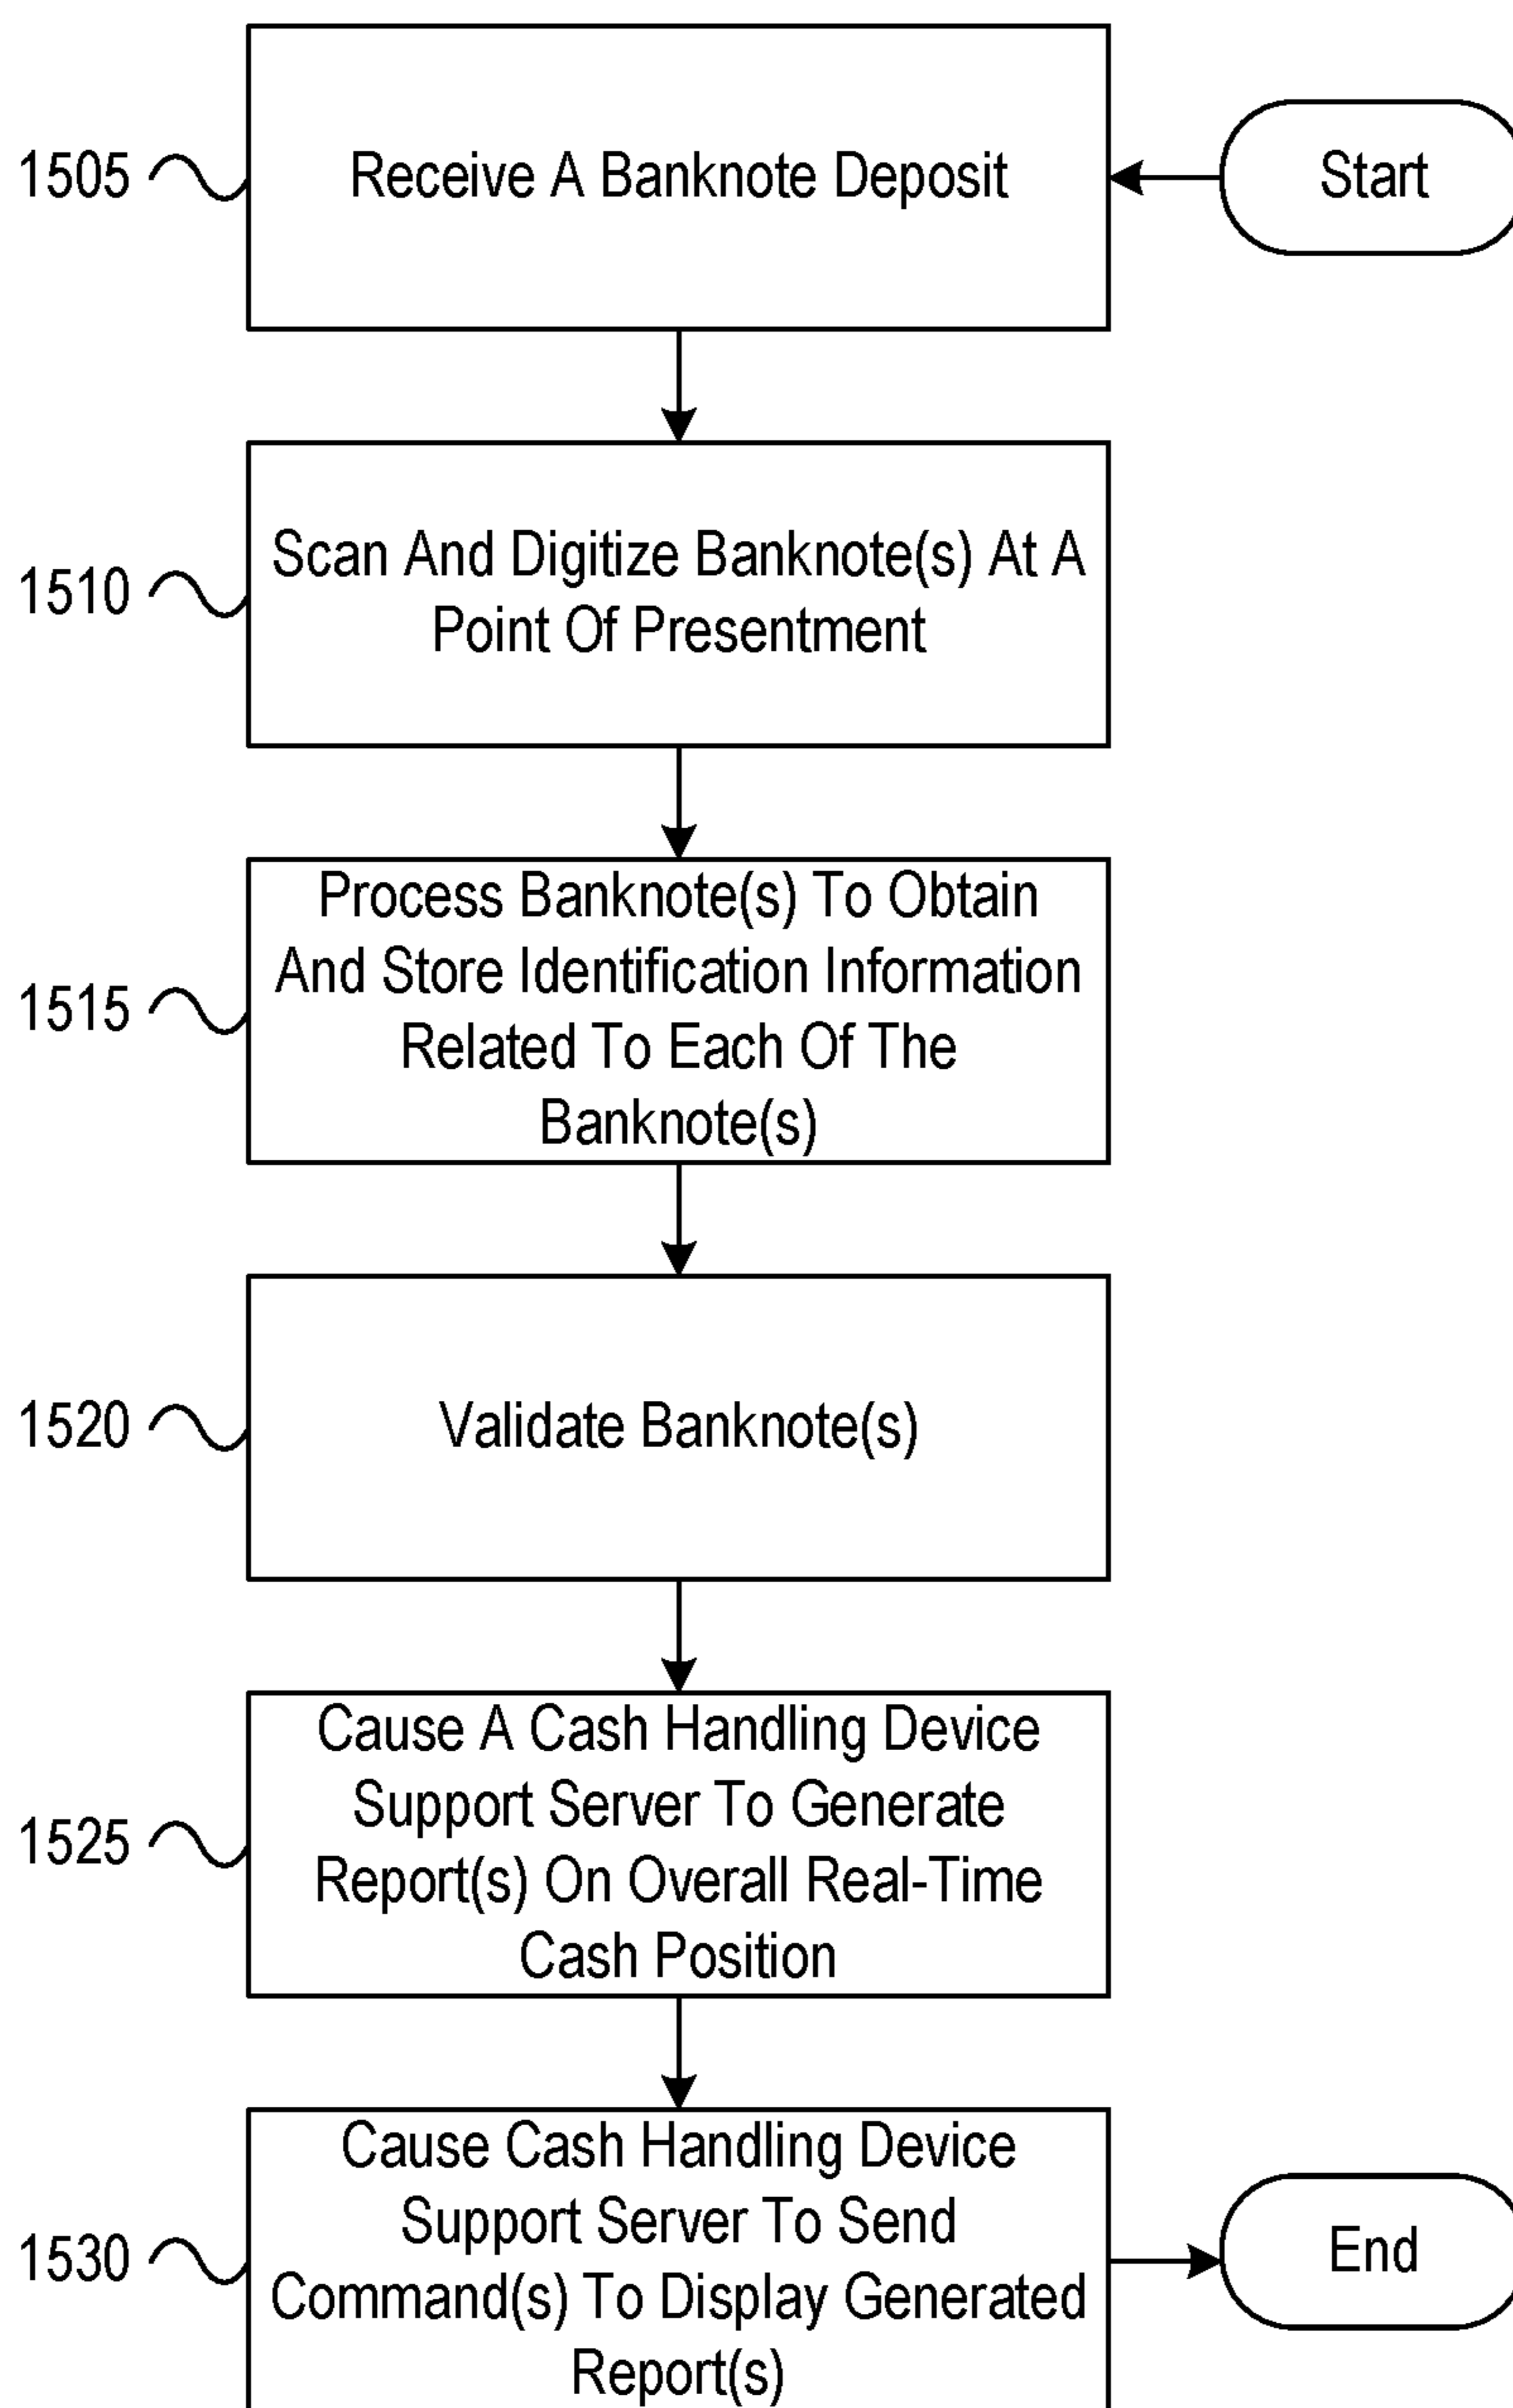 Start
1505
Receive A Banknote Deposit
1510
Scan And Digitize Banknote(s) At A
Point Of Presentment
1515
Process Banknote(s) To Obtain
And Store Identification Information
Related To Each Of The
Banknote(s)
1520
Validate Banknote(s)
1525
Cause A Cash Handling Device
Support Server To Generate
Report(s) On Overall Real-Time
Cash Position
1530
Cause Cash Handling Device
Support Server To Send
Command(s) To Display Generated
Report(s)
End